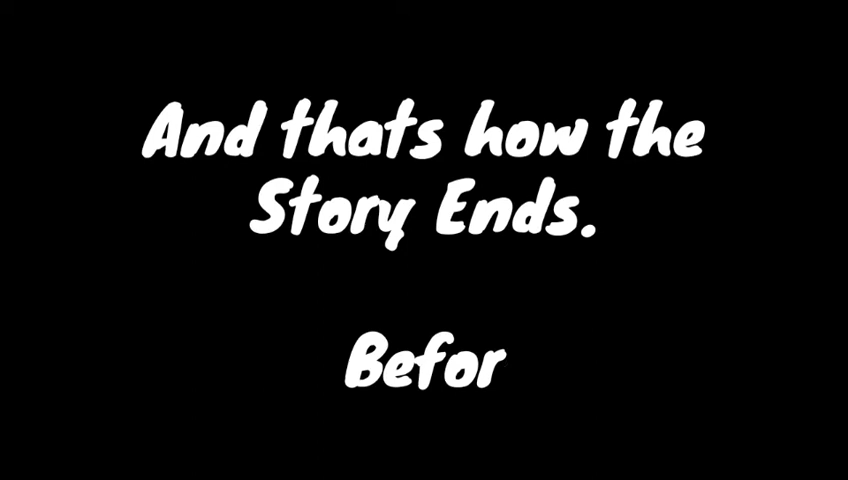 And thats how the
Story Ends.
Befor